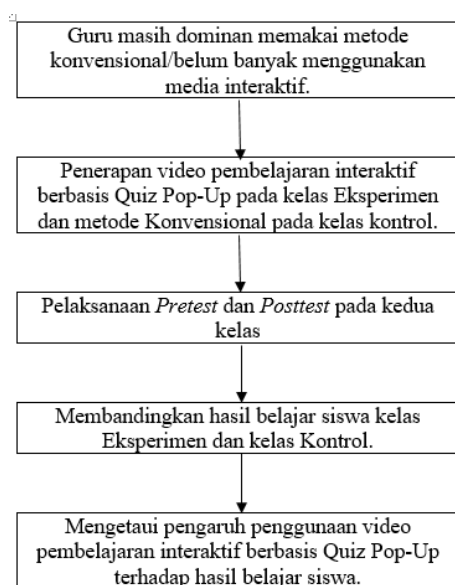 Guru masih dominan memakai metode
konvensional/belum banyak menggunakan
media interaktif.
Penerapan video pembelajaran interaktif
berbasis Quiz Pop-Up pada kelas Eksperimen
dan metode Konvensional pada kelas kontrol.
Pelaksanaan Pretest dan Posttest pada kedua
kelas
Membandingkan hasil belajar siswa kelas
Eksperimen dan kelas Kontrol.
Mengetaui pengaruh penggunaan video
pembelajaran interaktif berbasis Quiz Pop-Up
terhadap hasil belajar siswa.